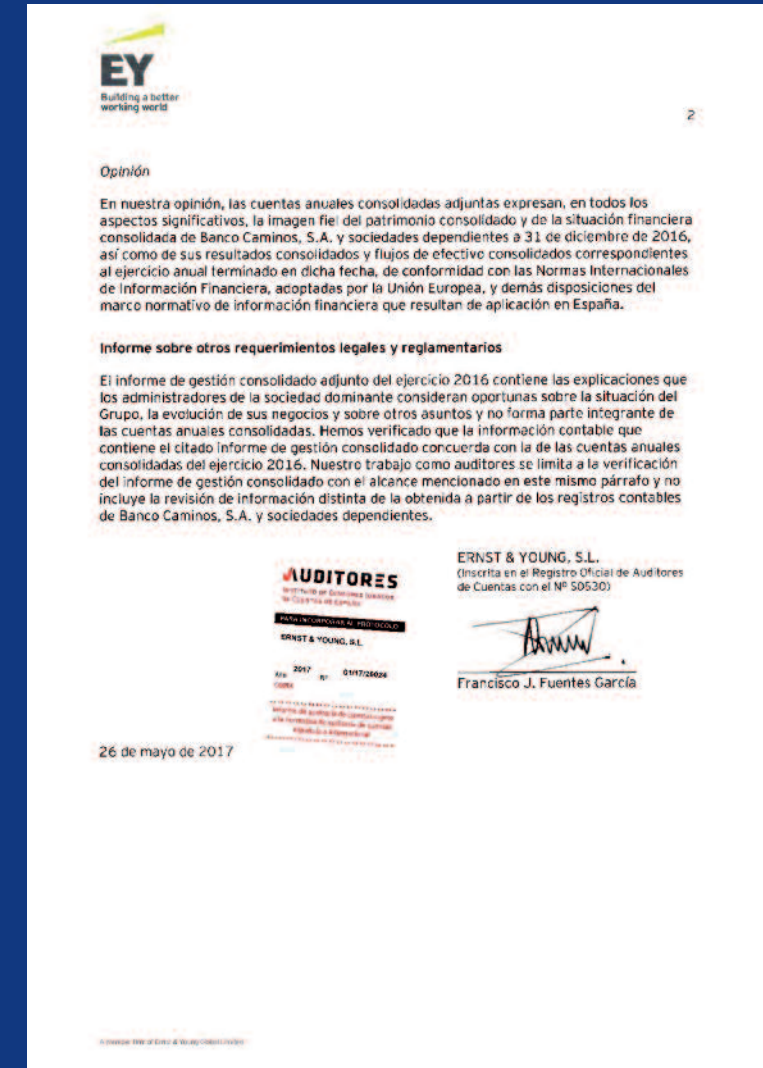 EY
Building a better
working world
2
Opinión
En nuestra opinión, las cuentas anuales consolidadas adjuntas expresan, en todos los
aspectos significativos, la imagen fiel del patrimonio consolidado y de la situación financiera
consolidada de Banco Caminos, S.A. y sociedades dependientes a 31 de diciembre de 2016,
así como de sus resultados consolidados y flujos de efectivo consolidados correspondientes
al ejercicio anual terminado en dicha fecha, de conformidad con las Normas Internacionales
de Información Financiera, adoptadas por la Unión Europea, y demás disposiciones del
marco normativo de información financiera que resultan de aplicación en España.
Informe sobre otros requerimientos legales y reglamentarios
El informe de gestión consolidado adjunto del ejercicio 2016 contiene las explicaciones que
los administradores de la sociedad dominante consideran oportunas sobre la situación del
Grupo, la evolución de sus negocios y sobre otros asuntos y no forma parte integrante de
las cuentas anuales consolidadas. Hemos verificado que la información contable que
contiene el citado informe de gestión consolidado concuerda con la de las cuentas anuales
consolidadas del ejercicio 2016. Nuestro trabajo como auditores se limita a la verificación
del informe de gestión consolidado con el alcance mencionado en este mismo párrafo y no
incluye la revisión de información distinta de la obtenida a partir de los registros contables
de Banco Caminos, S.A. y sociedades dependientes.
AUDITORES
PARA INCORPORAR AL PROTOCOLO
ERNST & YOUNG, S.L.
2017 Nº 01/17/26024
ERNST & YOUNG, S.L.
(Inscrita en el Registro Oficial de Auditores
de Cuentas con el Nº S0530)
Francisco J. Fuentes García
26 de mayo de 2017